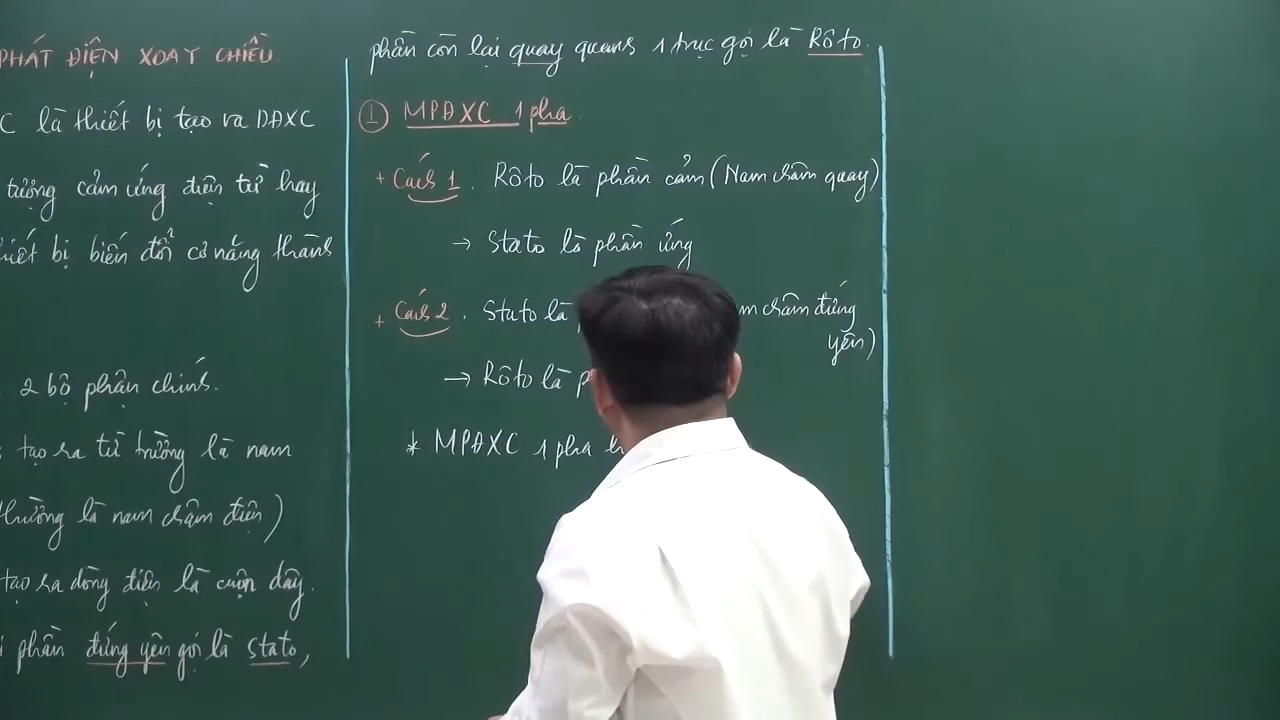 PHÁT ĐIỆN XOAY CHIỀU
C là thiết bị tạo ra DĐXC
tượng cảm ứng điện từ hay
thiết bị biến đổi cơ năng thành
2 bộ phận chính.
tạo ra từ trường là nam
thường là nam châm điện)
tạo ra dòng điện là cuộn dây.
phần đứng yên gọi là Stato,
phần còn lại quay quanh 1 trục gọi là Rôto.
① MPĐXC 1 pha:
+ Cách 1. Rôto là phần cảm (Nam châm quay)
→ Stato là phần ứng
+ Cách 2. Stato là m châm đứng
yên)
→ Rôto là p
* MPĐXC 1 pha